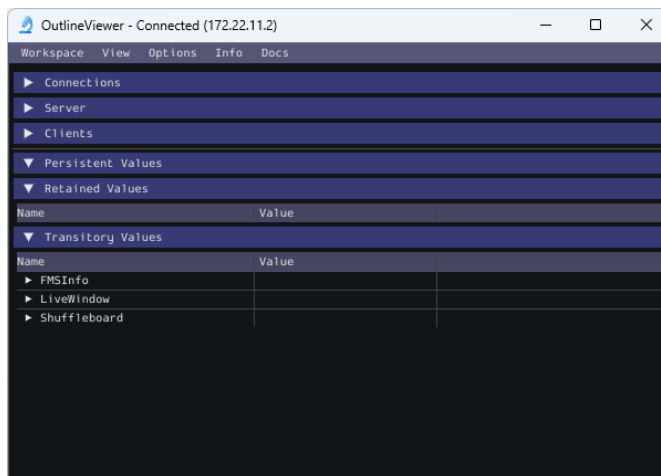 OutlineViewer - Connected (172.22.11.2)
Workspace View Options Info Docs
Connections
Server
Clients
Persistent Values
Retained Values
Name Value
Transitory Values
Name Value
FMSInfo
LiveWindow
Shuffleboard